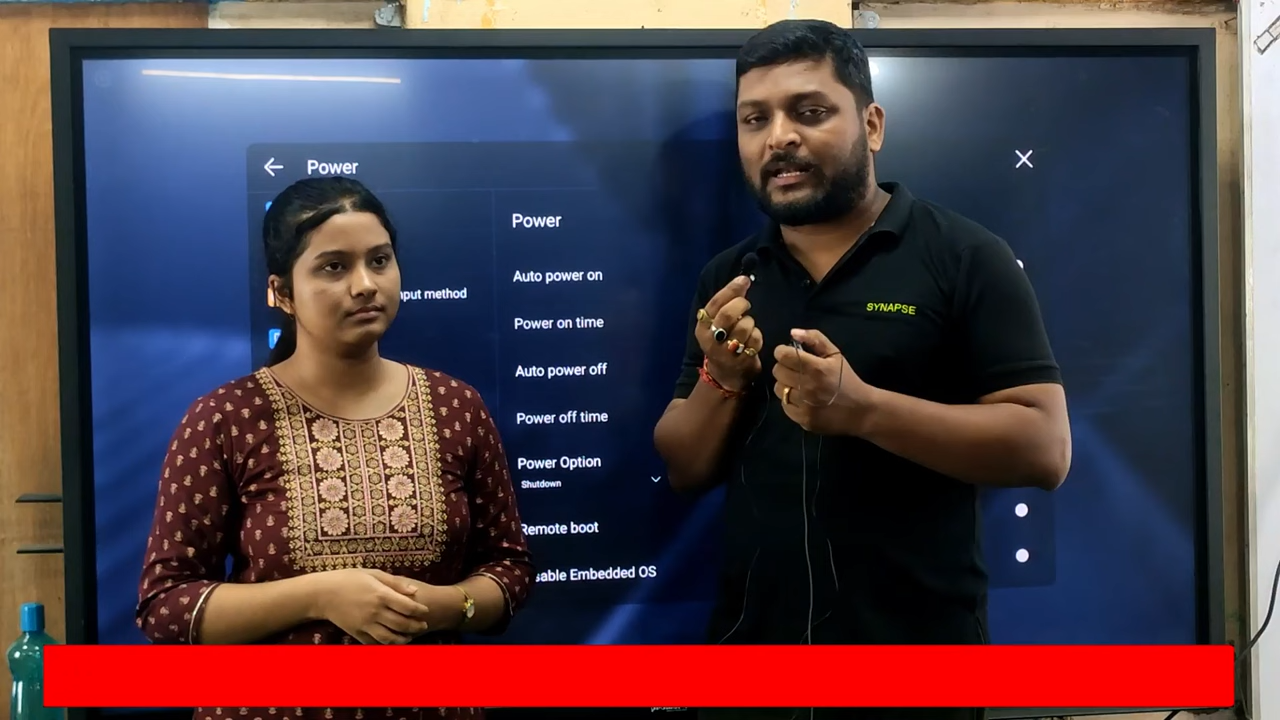 Power
Power
Auto power on
input method
Power on time
Auto power off
Power off time
Power Option
Shutdown
Remote boot
sable Embedded OS
SYNAPSE